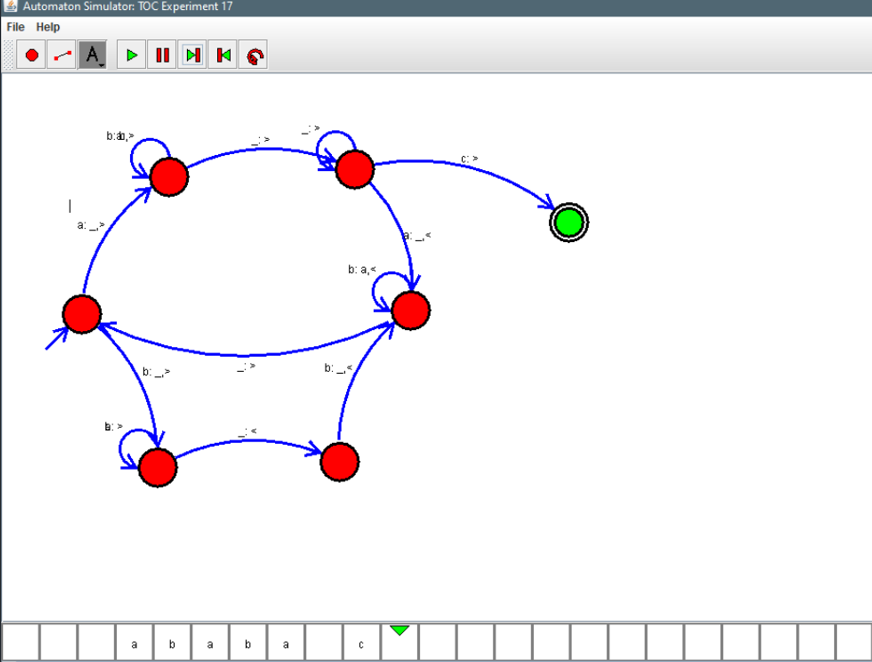 Automaton Simulator: TOC Experiment 17
File Help
A
_: >
_: >
c: >
a: _,>
a: _,<
b: a,<
b: _,>
_: >
b: _,<
_: <
a b a b a c